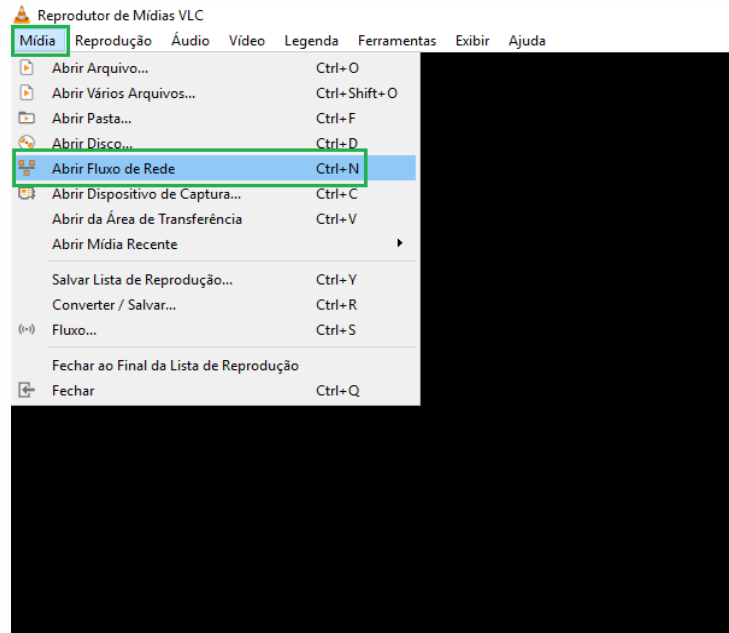 Reprodutor de Mídias VLC
Mídia Reprodução Áudio Vídeo Legenda Ferramentas Exibir Ajuda
Abrir Arquivo... Ctrl+O
Abrir Vários Arquivos... Ctrl+Shift+O
Abrir Pasta... Ctrl+F
Abrir Disco... Ctrl+D
Abrir Fluxo de Rede Ctrl+N
Abrir Dispositivo de Captura... Ctrl+C
Abrir da Área de Transferência Ctrl+V
Abrir Mídia Recente
Salvar Lista de Reprodução... Ctrl+Y
Converter / Salvar... Ctrl+R
Fluxo... Ctrl+S
Fechar ao Final da Lista de Reprodução
Fechar Ctrl+Q